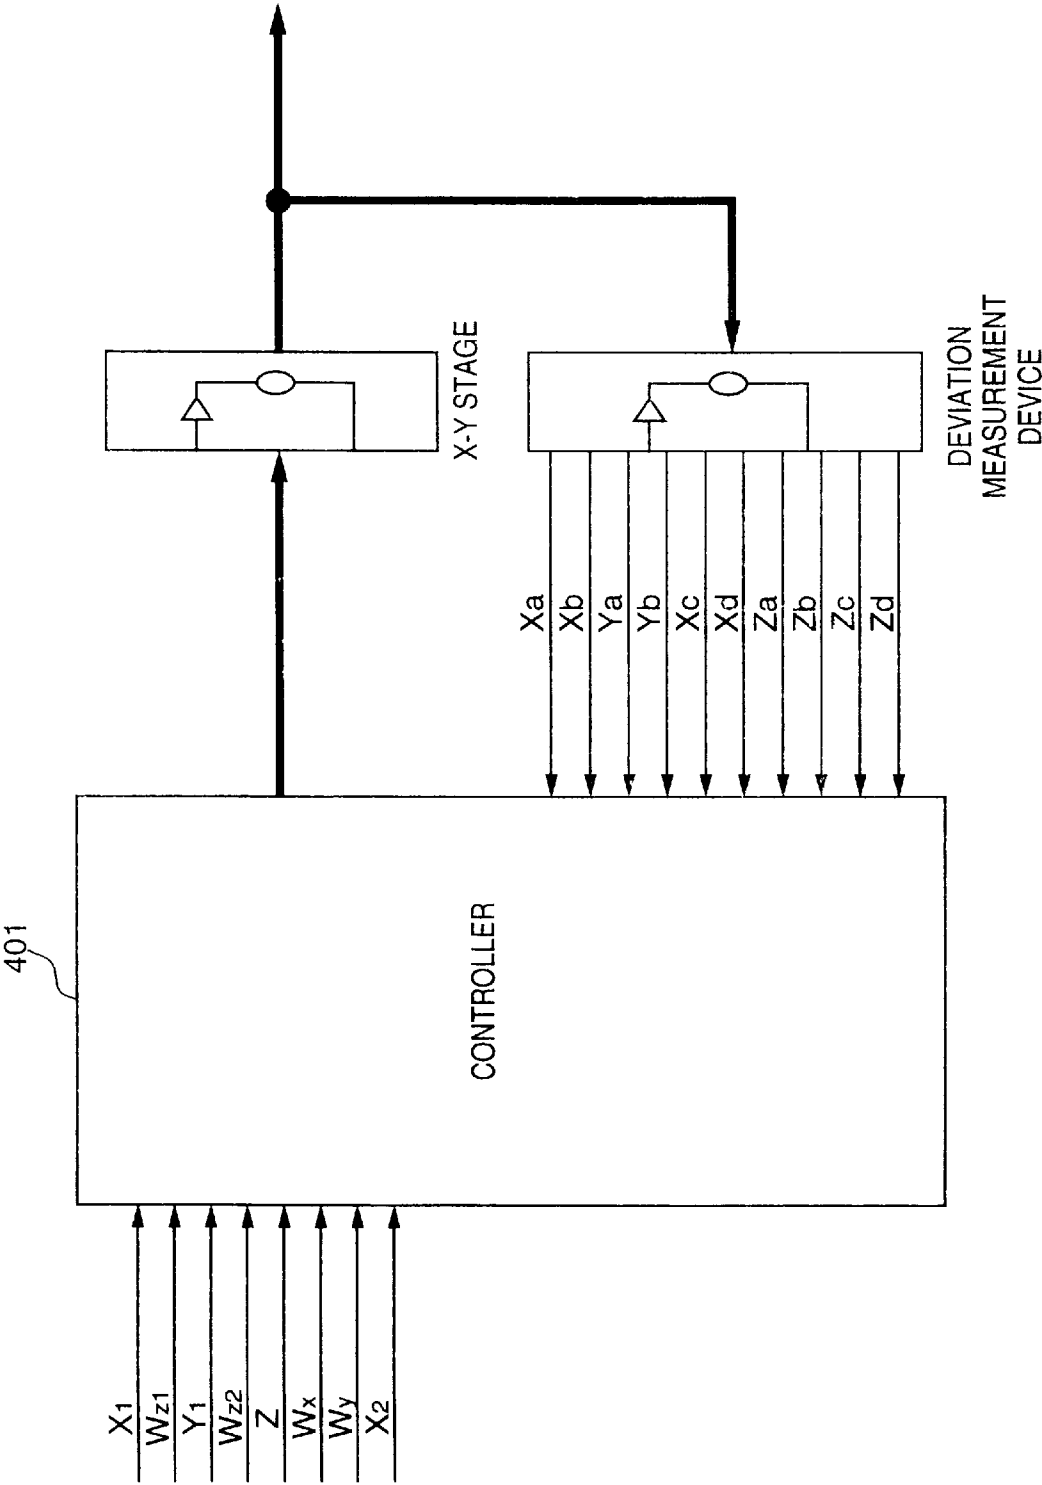 401
X1
Wz1
Y1
Wz2
Z
Wx
Wy
X2
CONTROLLER
X-Y STAGE
Xa
Xb
Ya
Yb
Xc
Xd
Za
Zb
Zc
Zd
DEVIATION
MEASUREMENT
DEVICE